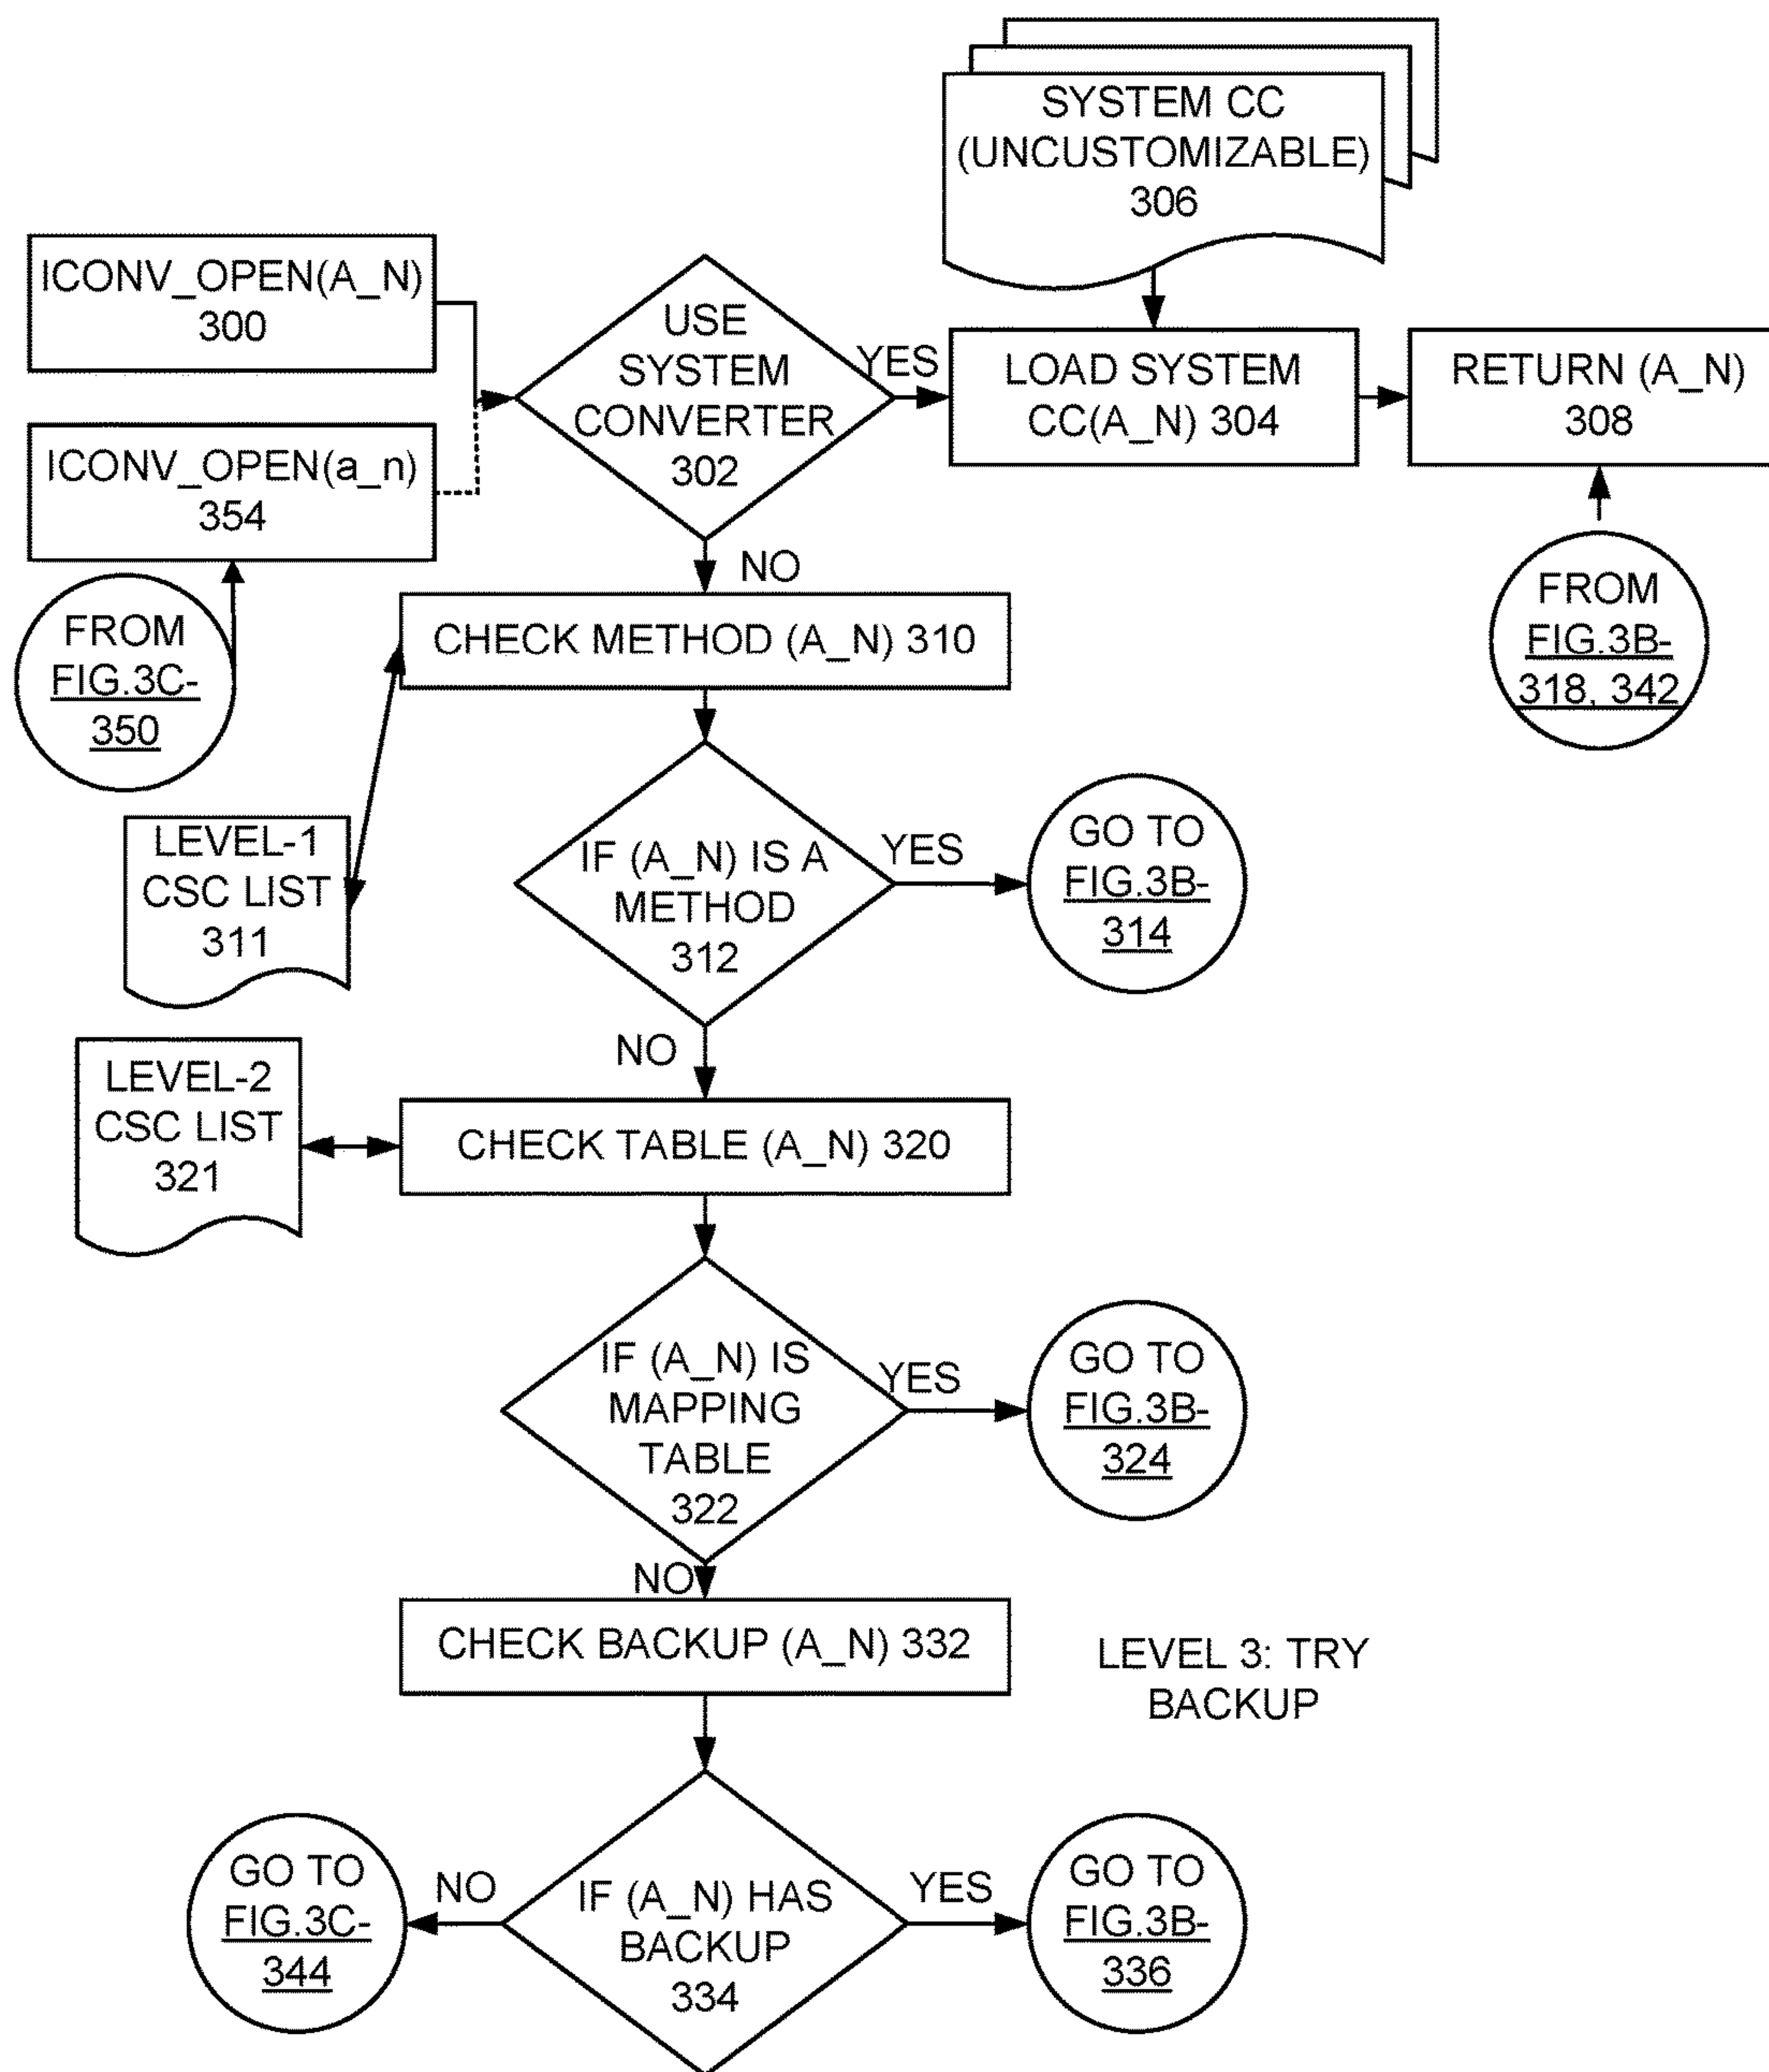 SYSTEM CC
(UNCUSTOMIZABLE)
306
ICONV_OPEN(A_N)
300
USE
SYSTEM
CONVERTER
302
YES
LOAD SYSTEM
CC(A_N) 304
RETURN (A_N)
308
ICONV_OPEN(a_n)
354
NO
FROM
FIG.3C-
350
CHECK METHOD (A_N) 310
FROM
FIG.3B-
318, 342
LEVEL-1
CSC LIST
311
IF (A_N) IS A
METHOD
312
YES
GO TO
FIG.3B-
314
NO
LEVEL-2
CSC LIST
321
CHECK TABLE (A_N) 320
IF (A_N) IS
MAPPING
TABLE
322
YES
GO TO
FIG.3B-
324
NO
CHECK BACKUP (A_N) 332
LEVEL 3: TRY
BACKUP
GO TO
FIG.3C-
344
NO
IF (A_N) HAS
BACKUP
334
YES
GO TO
FIG.3B-
336